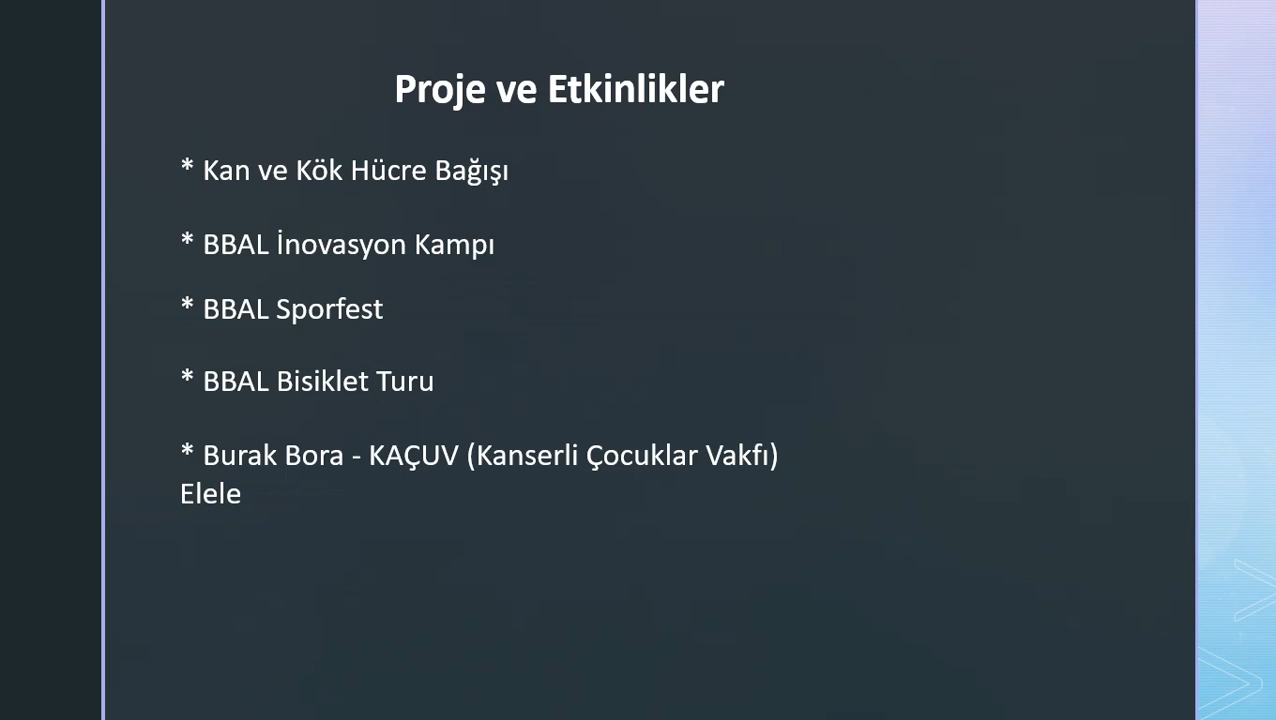 Proje ve Etkinlikler
* Kan ve Kök Hücre Bağışı
* BBAL İnovasyon Kampı
* BBAL Sporfest
* BBAL Bisiklet Turu
* Burak Bora - KAÇUV (Kanserli Çocuklar Vakfı)
Elele